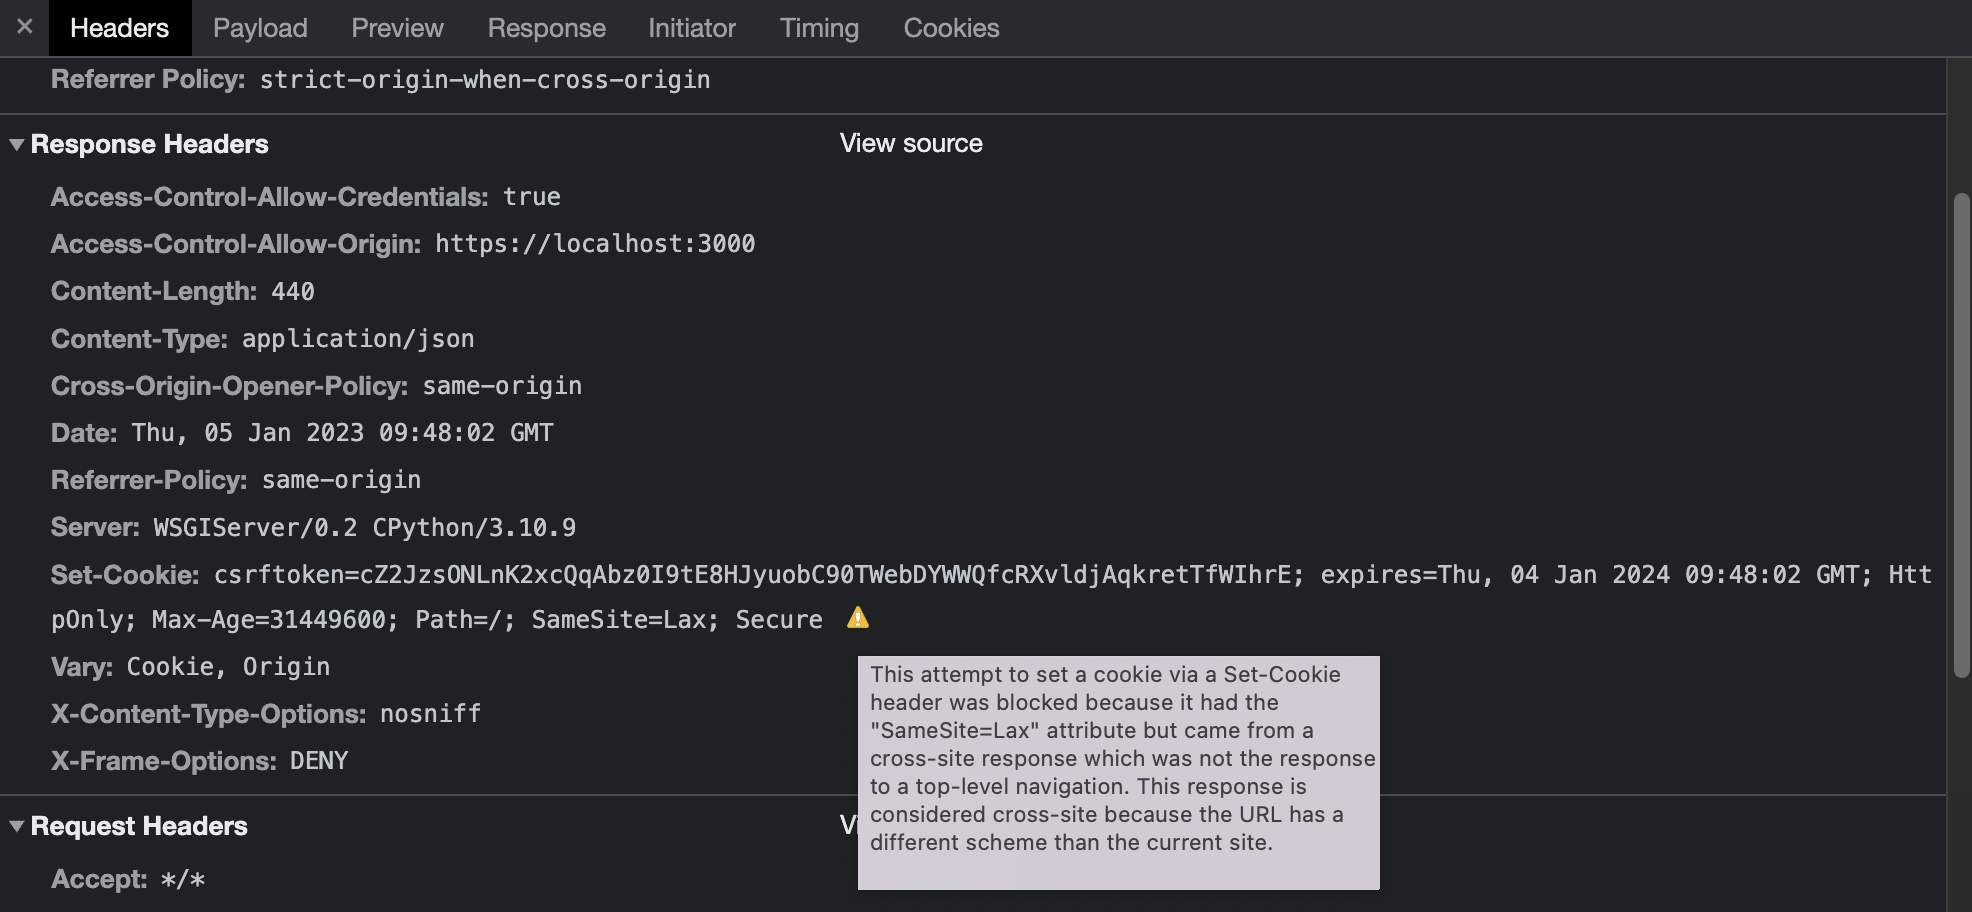 × Headers Payload Preview Response Initiator Timing Cookies
Referrer Policy: strict-origin-when-cross-origin
▼ Response Headers View source
Access-Control-Allow-Credentials: true
Access-Control-Allow-Origin: https://localhost:3000
Content-Length: 440
Content-Type: application/json
Cross-Origin-Opener-Policy: same-origin
Date: Thu, 05 Jan 2023 09:48:02 GMT
Referrer-Policy: same-origin
Server: WSGIServer/0.2 CPython/3.10.9
Set-Cookie: csrftoken=cZ2JzsONLnK2xcQqAbz0I9tE8HJyuobC90TWebDYWWQfcRXvldjAqkretTfWIhrE; expires=Thu, 04 Jan 2024 09:48:02 GMT; Htt
pOnly; Max-Age=31449600; Path=/; SameSite=Lax; Secure
Vary: Cookie, Origin
X-Content-Type-Options: nosniff
X-Frame-Options: DENY
This attempt to set a cookie via a Set-Cookie
header was blocked because it had the
"SameSite=Lax" attribute but came from a
cross-site response which was not the response
to a top-level navigation. This response is
considered cross-site because the URL has a
different scheme than the current site.
▼ Request Headers
Accept: */*